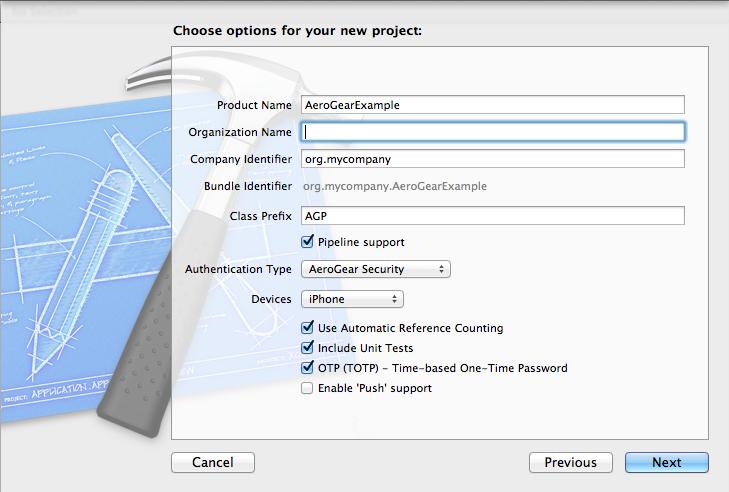 Choose options for your new project:
Product Name AeroGearExample
Organization Name
Company Identifier org.mycompany
Bundle Identifier org.mycompany.AeroGearExample
Class Prefix AGP
Pipeline support
Authentication Type AeroGear Security
Devices iPhone
Use Automatic Reference Counting
Include Unit Tests
OTP (TOTP) - Time-based One-Time Password
Enable 'Push' support
PROJECT: APPLICATION.APP
Cancel Previous Next